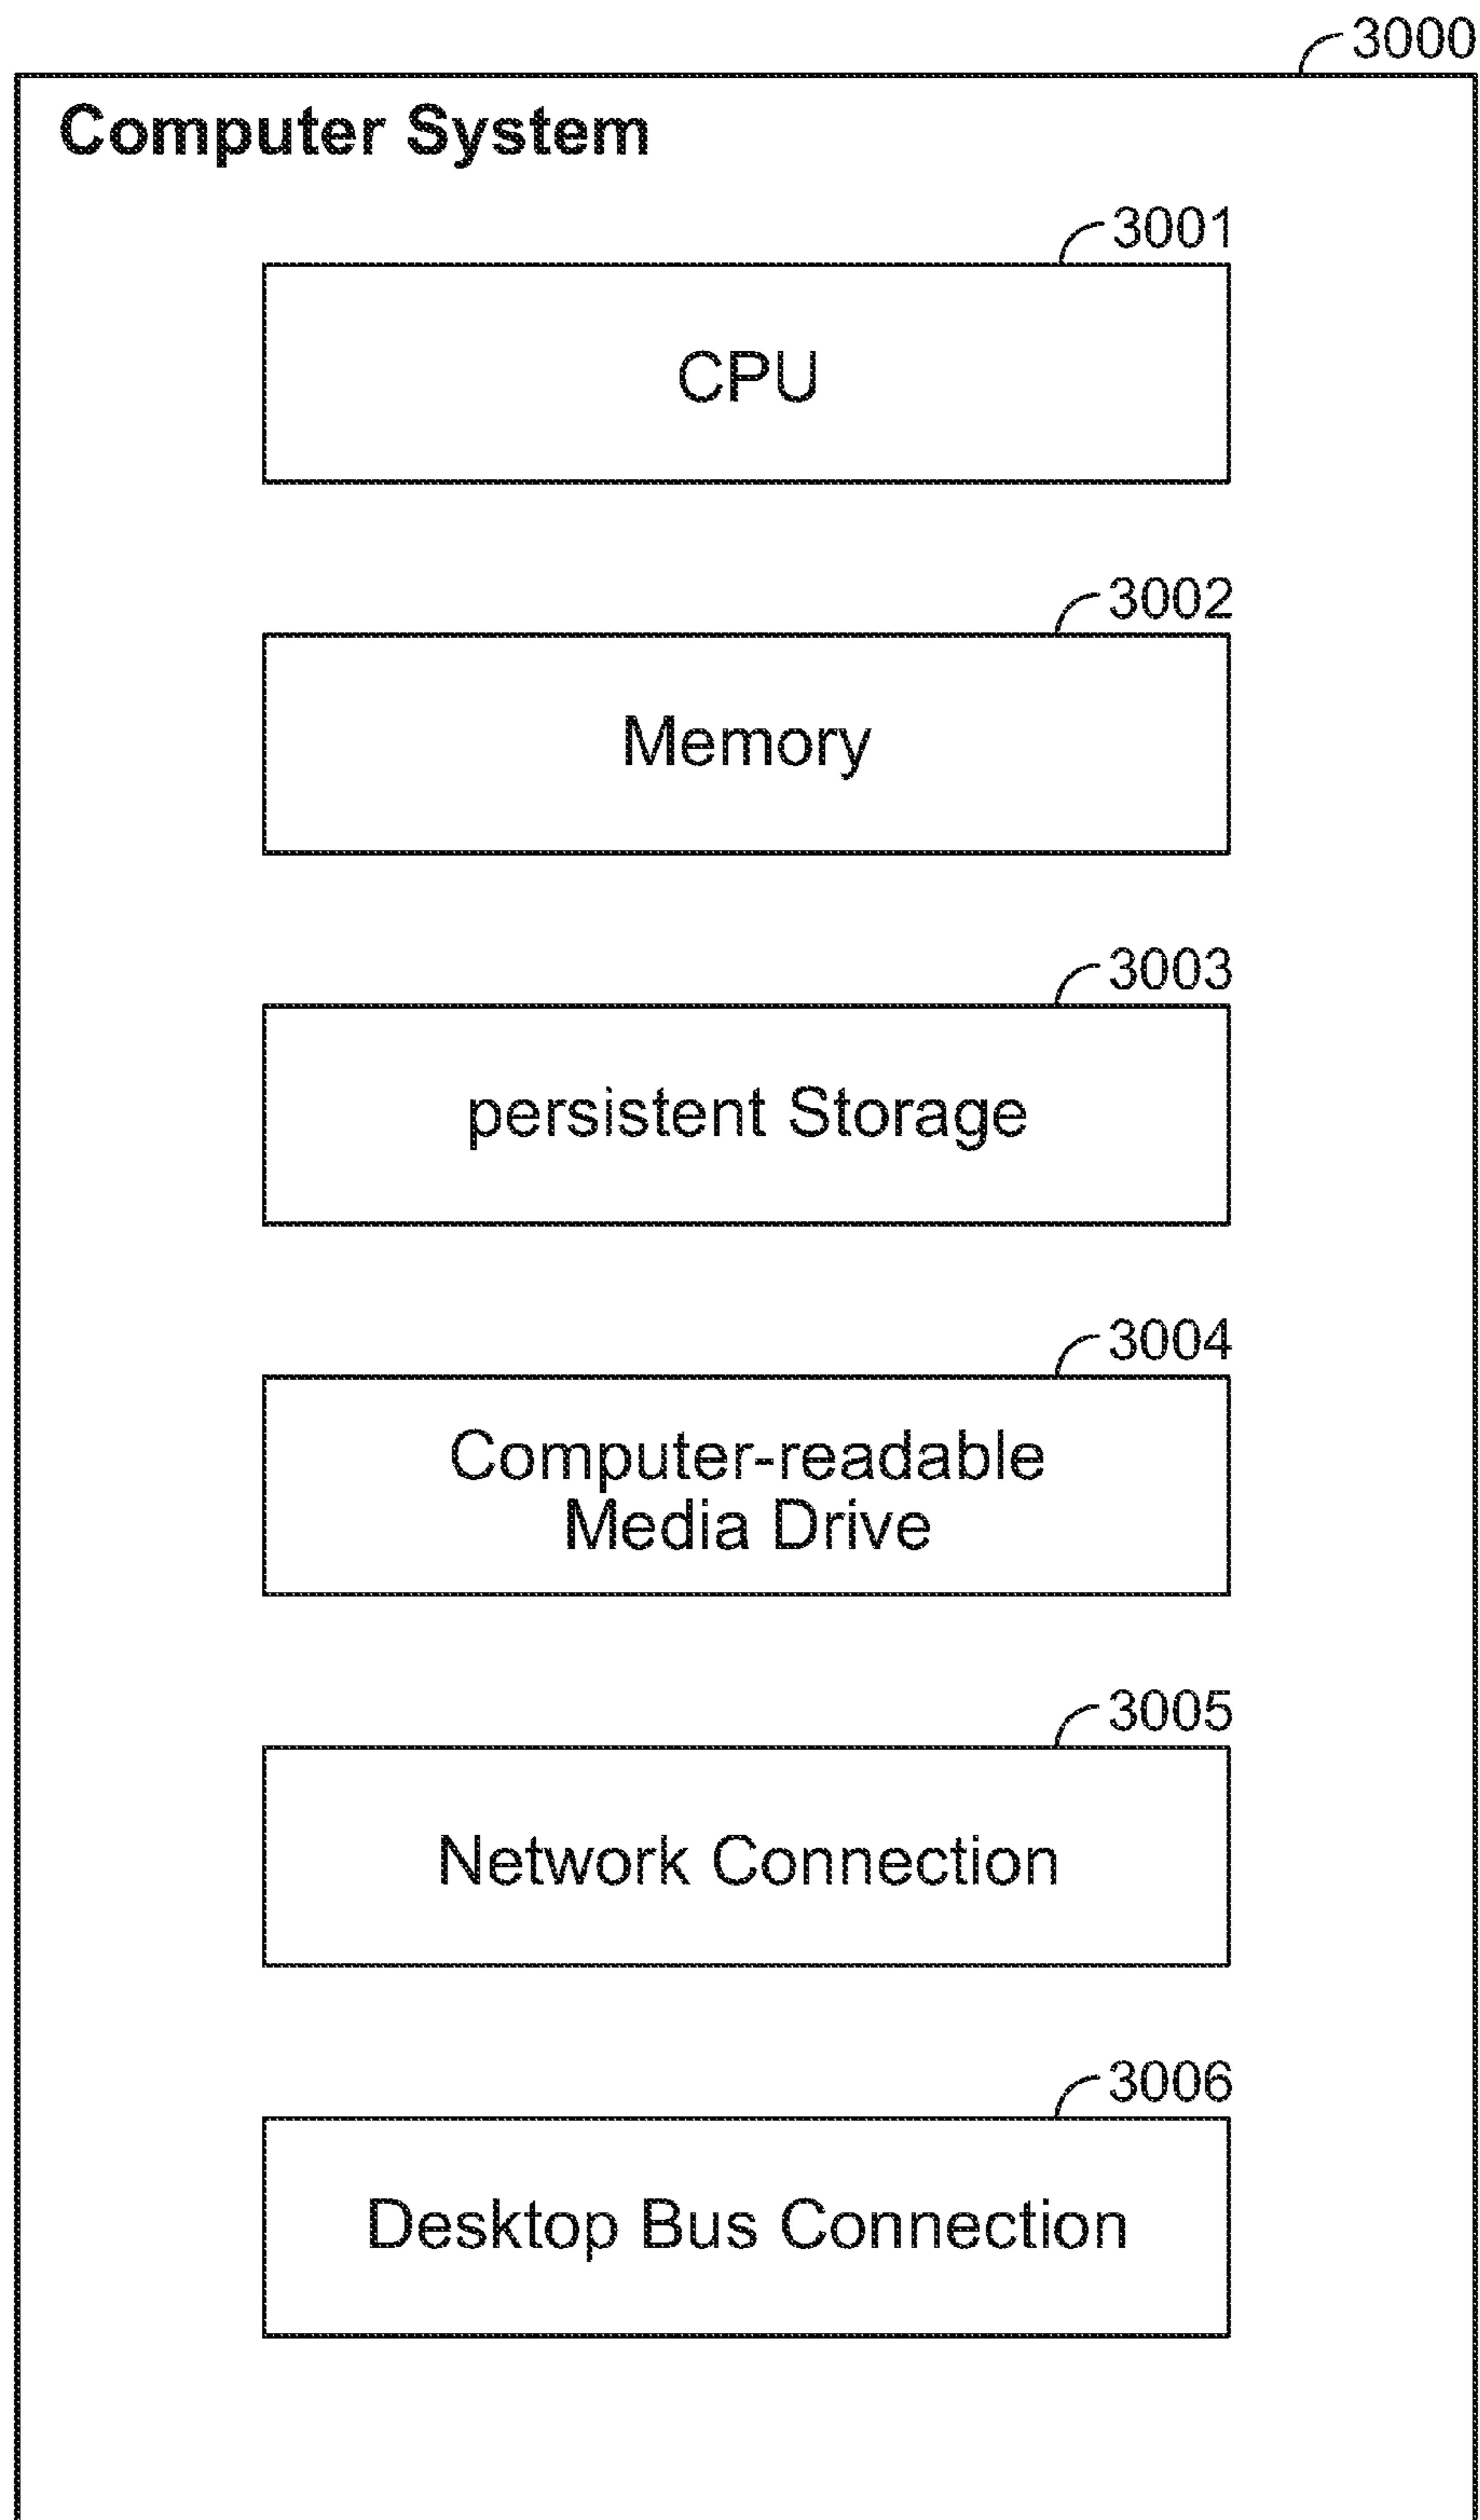 3000
Computer System
3001
CPU
3002
Memory
3003
persistent Storage
3004
Computer-readable
Media Drive
3005
Network Connection
3006
Desktop Bus Connection